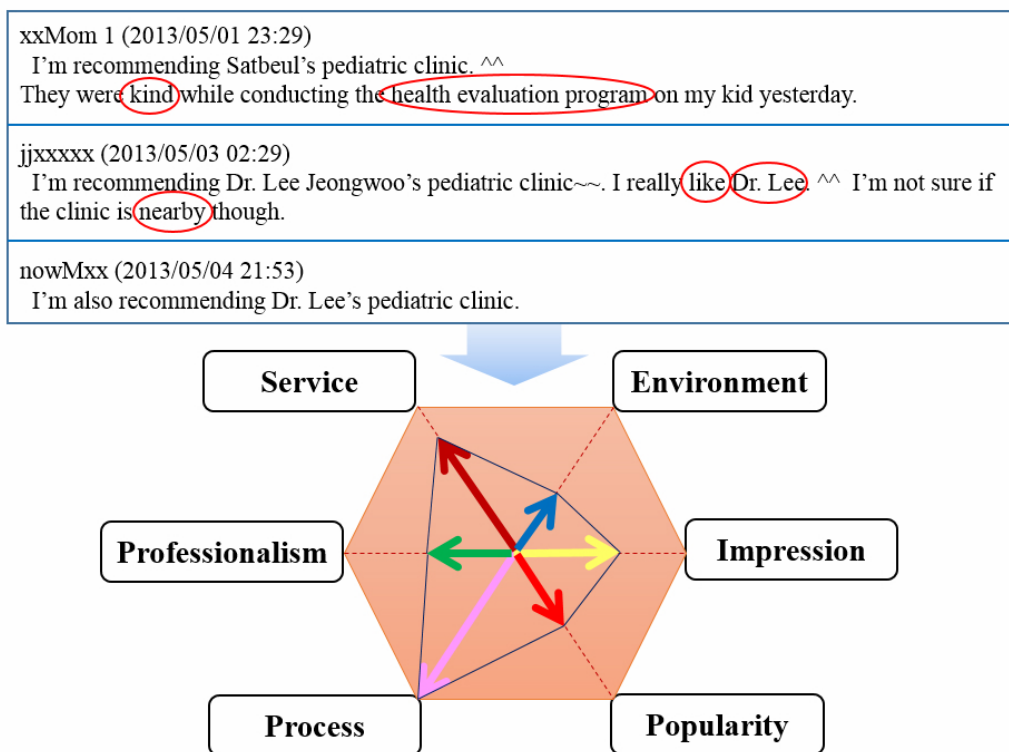 xxMom 1 (2013/05/01 23:29)
I’m recommending Satbeul’s pediatric clinic. ^^
They were kind while conducting the health evaluation program on my kid yesterday.
jjxxxxx (2013/05/03 02:29)
I’m recommending Dr. Lee Jeongwoo’s pediatric clinic~~. I really like Dr. Lee. ^^ I’m not sure if
the clinic is nearby though.
nowMxx (2013/05/04 21:53)
I’m also recommending Dr. Lee’s pediatric clinic.
Service
Environment
Professionalism
Impression
Process
Popularity